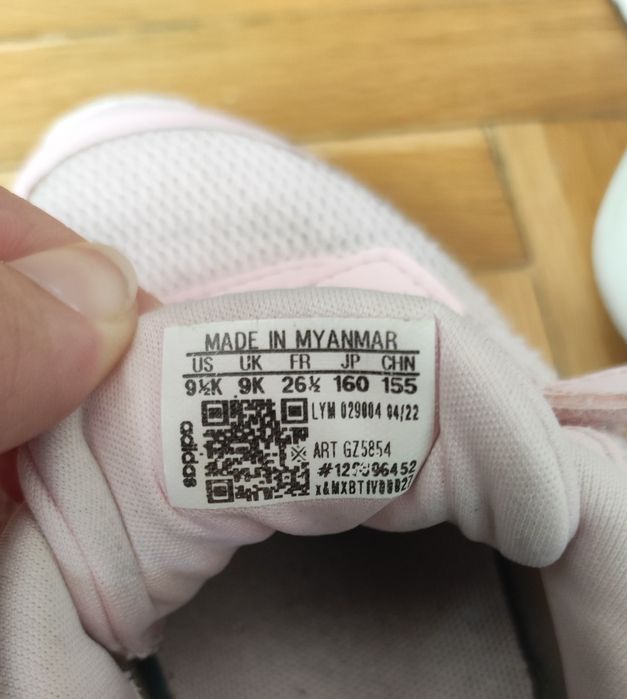 MADE IN MYANMAR
US UK FR JP CHN
9½K 9K 26½ 160 155
adidas
LYM 029004 04/22
※ ART GZ5854